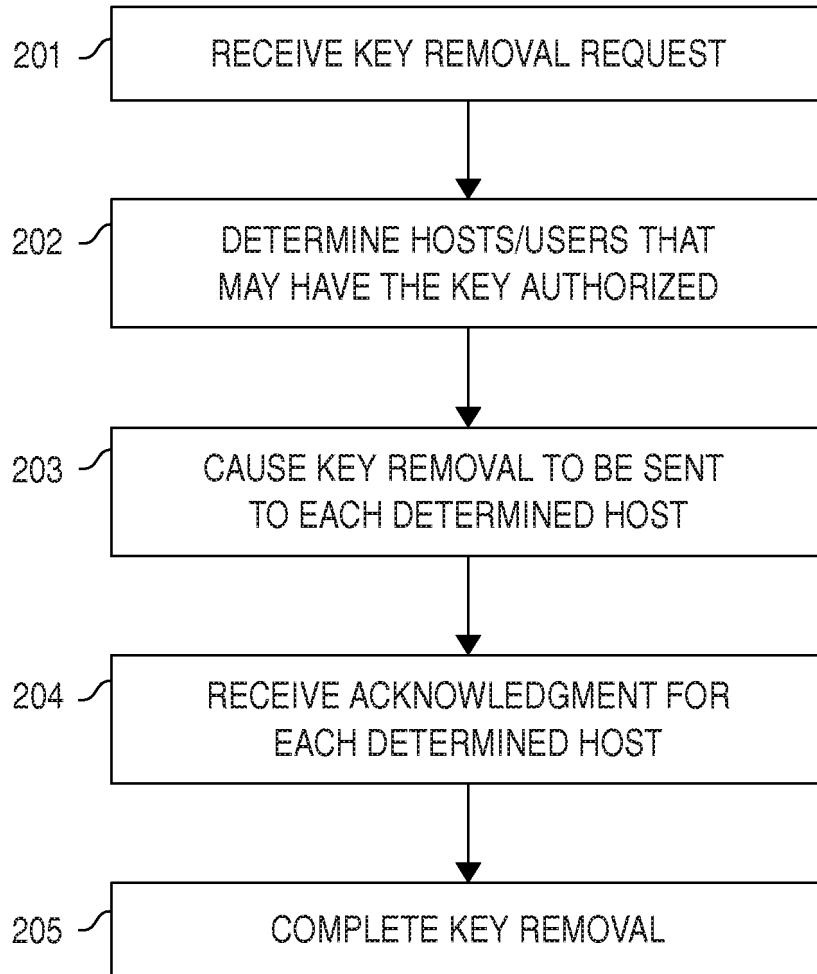 201
RECEIVE KEY REMOVAL REQUEST
202
DETERMINE HOSTS/USERS THAT
MAY HAVE THE KEY AUTHORIZED
203
CAUSE KEY REMOVAL TO BE SENT
TO EACH DETERMINED HOST
204
RECEIVE ACKNOWLEDGMENT FOR
EACH DETERMINED HOST
205
COMPLETE KEY REMOVAL